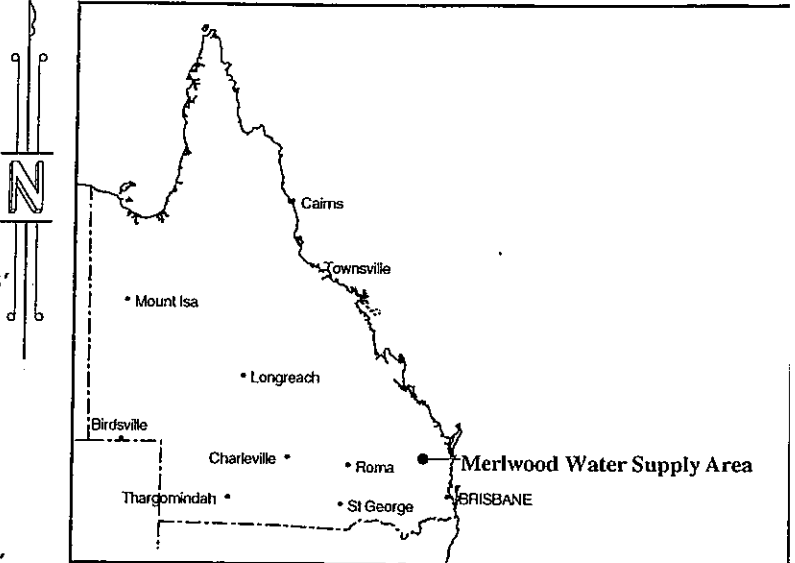 N
Cairns
Townsville
Mount Isa
Longreach
Birdsville
Charleville
Roma
Merlwood Water Supply Area
Thargomindah
St George
BRISBANE